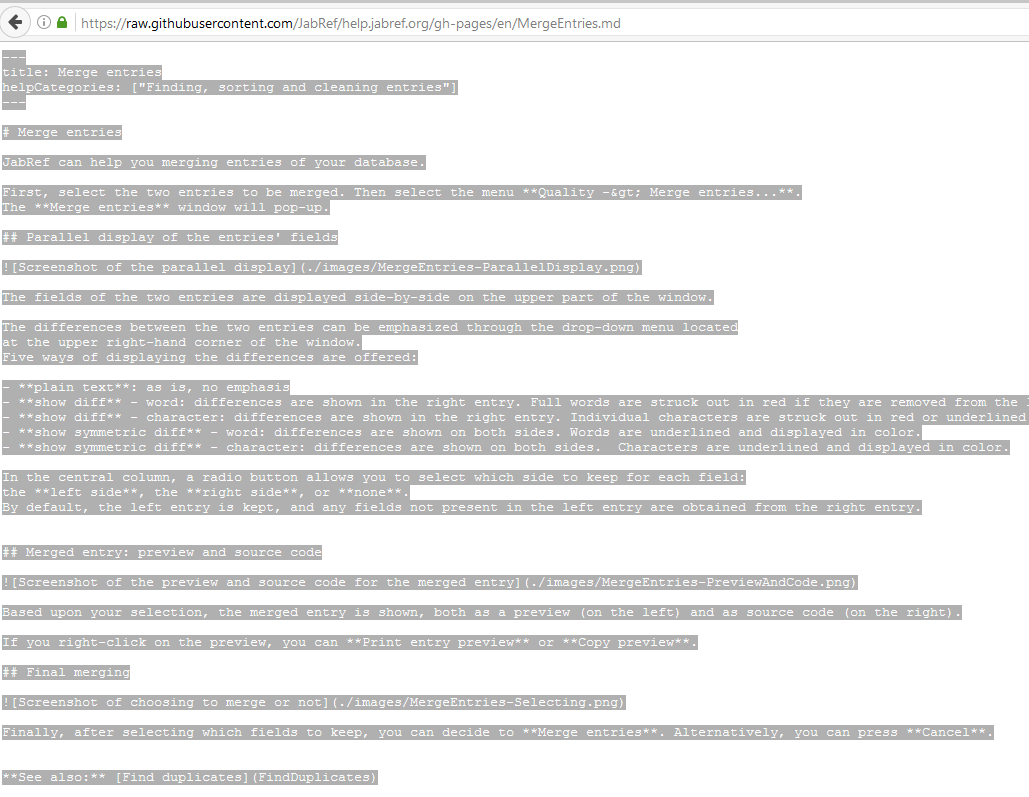 https://raw.githubusercontent.com/JabRef/help.jabref.org/gh-pages/en/MergeEntries.md
---
title: Merge entries
helpCategories: ["Finding, sorting and cleaning entries"]
---
# Merge entries
JabRef can help you merging entries of your database.
First, select the two entries to be merged. Then select the menu **Quality -&gt; Merge entries...**.
The **Merge entries** window will pop-up.
## Parallel display of the entries' fields
![Screenshot of the parallel display](./images/MergeEntries-ParallelDisplay.png)
The fields of the two entries are displayed side-by-side on the upper part of the window.
The differences between the two entries can be emphasized through the drop-down menu located
at the upper right-hand corner of the window.
Five ways of displaying the differences are offered:
- **plain text**: as is, no emphasis
- **show diff** - word: differences are shown in the right entry. Full words are struck out in red if they are removed from the
- **show diff** - character: differences are shown in the right entry. Individual characters are struck out in red or underlined
- **show symmetric diff** - word: differences are shown on both sides. Words are underlined and displayed in color.
- **show symmetric diff** - character: differences are shown on both sides.  Characters are underlined and displayed in color.
In the central column, a radio button allows you to select which side to keep for each field:
the **left side**, the **right side**, or **none**.
By default, the left entry is kept, and any fields not present in the left entry are obtained from the right entry.
## Merged entry: preview and source code
![Screenshot of the preview and source code for the merged entry](./images/MergeEntries-PreviewAndCode.png)
Based upon your selection, the merged entry is shown, both as a preview (on the left) and as source code (on the right).
If you right-click on the preview, you can **Print entry preview** or **Copy preview**.
## Final merging
![Screenshot of choosing to merge or not](./images/MergeEntries-Selecting.png)
Finally, after selecting which fields to keep, you can decide to **Merge entries**. Alternatively, you can press **Cancel**.
**See also:** [Find duplicates](FindDuplicates)